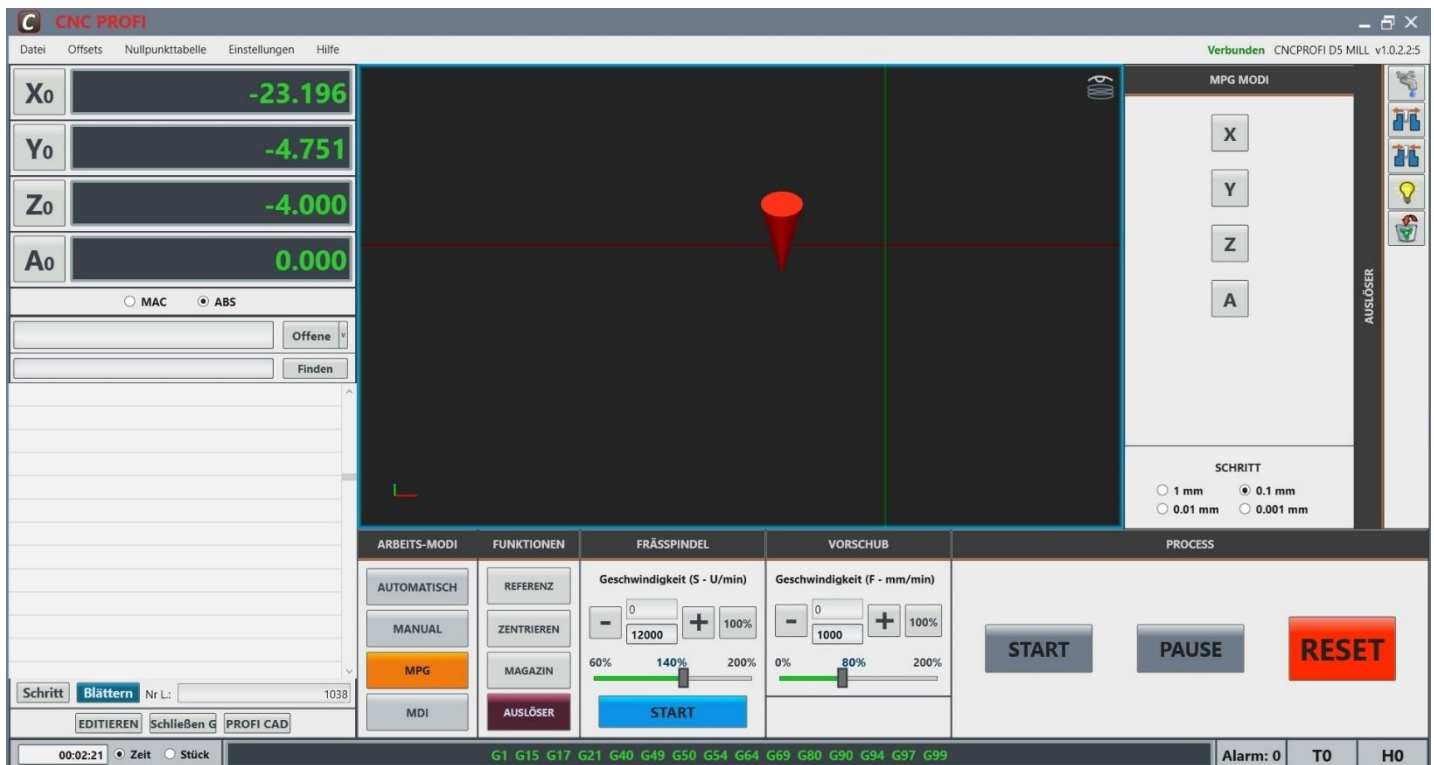 C CNC PROFI
Datei Offsets Nullpunkttabelle Einstellungen Hilfe
Verbunden CNCPROFI D5 MILL v1.0.2.2:5
X0 -23.196
Y0 -4.751
Z0 -4.000
A0 0.000
MAC ABS
Offene
Finden
Schritt Blättern Nr L.: 1038
EDITIEREN Schließen G PROFI CAD
MPG MODI
X
Y
Z
A
SCHRITT
1 mm 0.1 mm
0.01 mm 0.001 mm
AUSLÖSER
ARBEITS-MODI
AUTOMATISCH
MANUAL
MPG
MDI
FUNKTIONEN
REFERENZ
ZENTRIEREN
MAGAZIN
AUSLÖSER
FRÄSSPINDEL
Geschwindigkeit (S - U/min)
0
- 12000 + 100%
60% 140% 200%
START
VORSCHUB
Geschwindigkeit (F - mm/min)
0
- 1000 + 100%
0% 80% 200%
PROCESS
START PAUSE RESET
00:02:21 Zeit Stück
G1 G15 G17 G21 G40 G49 G50 G54 G64 G69 G80 G90 G94 G97 G99
Alarm: 0 T0 H0